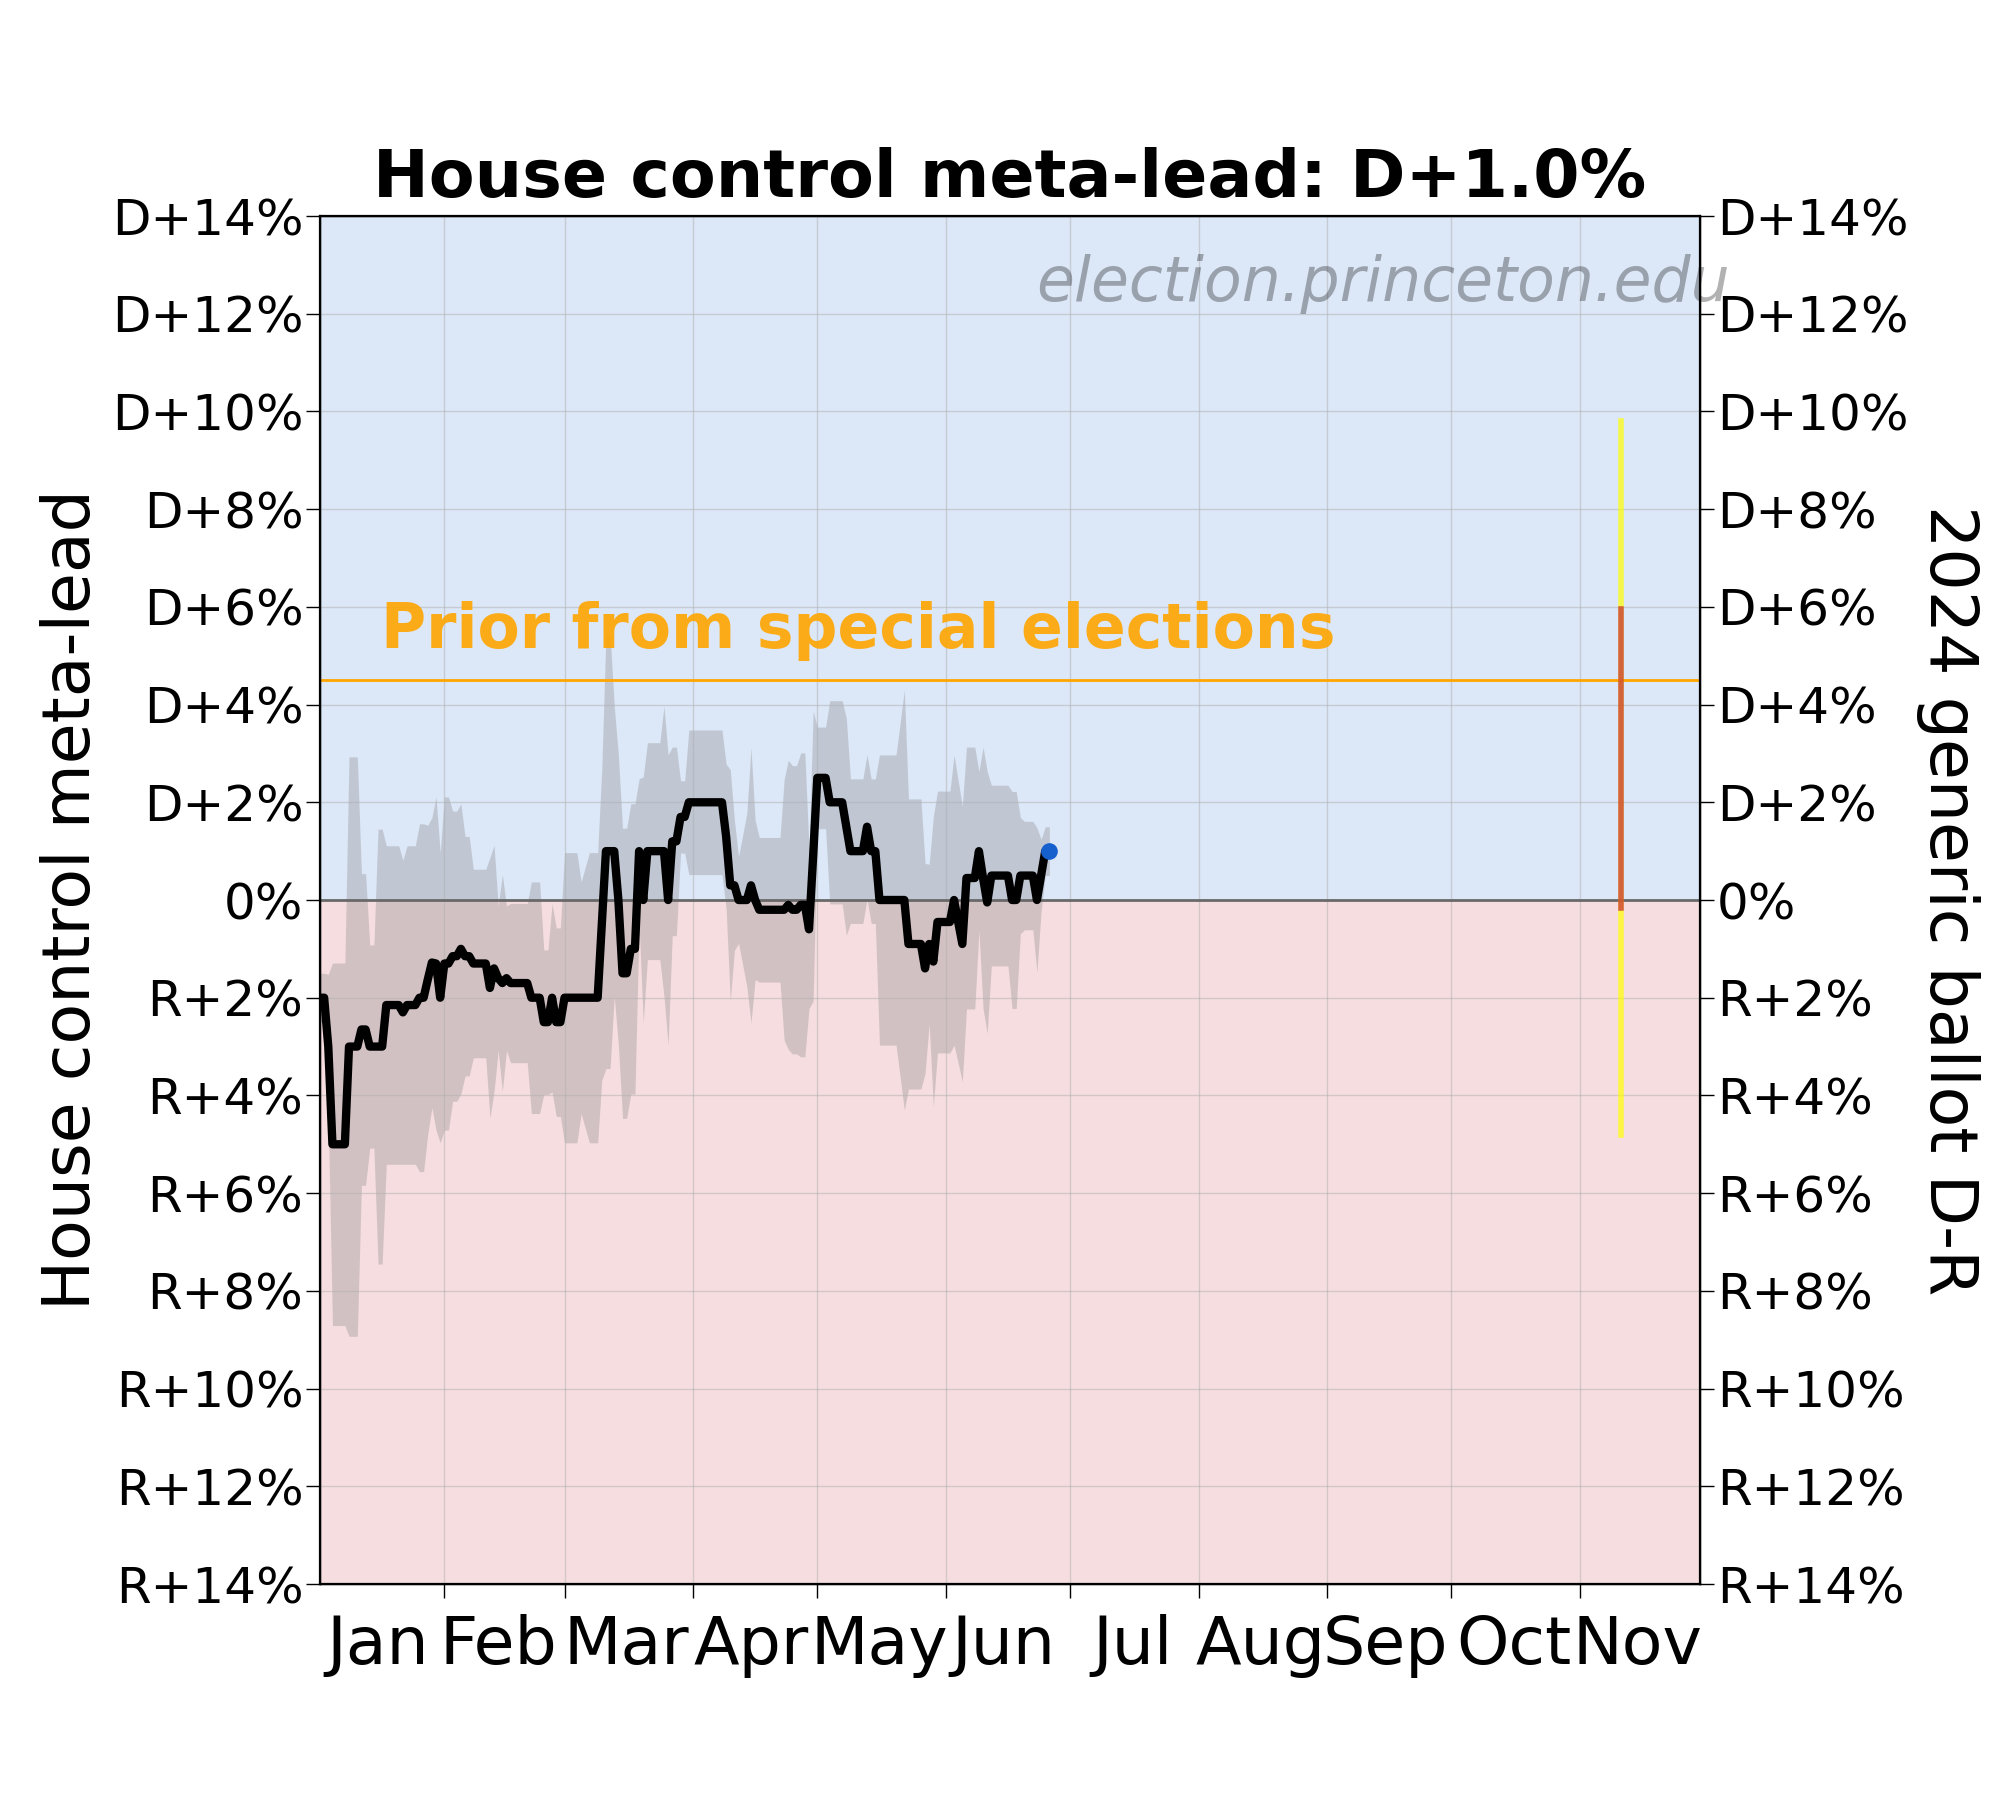 House control meta-lead: D+1.0%
election.princeton.edu
Prior from special elections
House control meta-lead
D+14%
D+12%
D+10%
D+8%
D+6%
D+4%
D+2%
0%
R+2%
R+4%
R+6%
R+8%
R+10%
R+12%
R+14%
D+14%
D+12%
D+10%
D+8%
D+6%
D+4%
D+2%
0%
R+2%
R+4%
R+6%
R+8%
R+10%
R+12%
R+14%
2024 generic ballot D-R
Jan Feb Mar Apr May Jun Jul Aug Sep Oct Nov